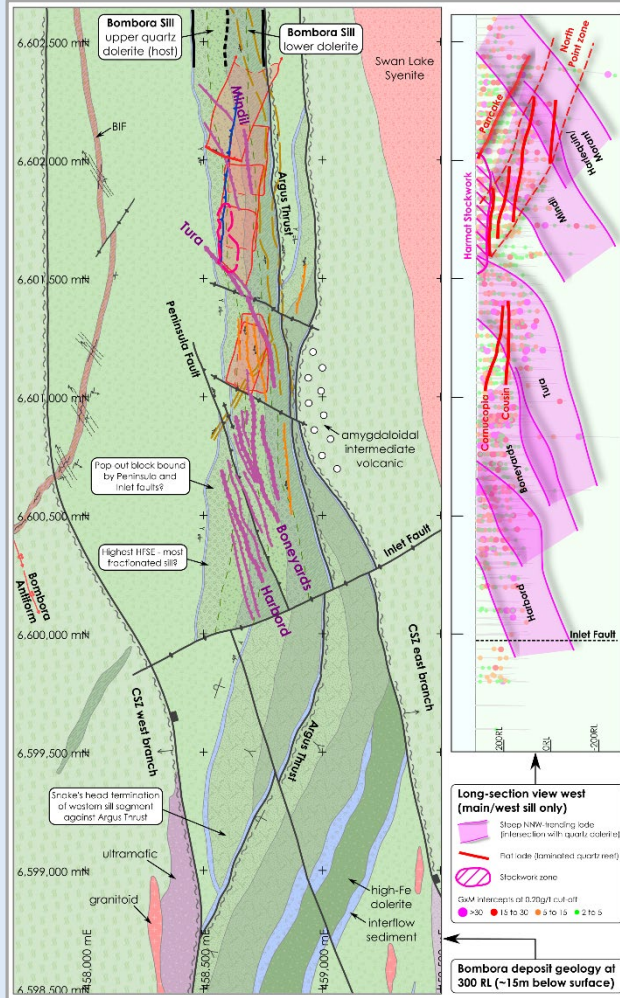 Bombora Sill
upper quartz
dolerite (host)
Bombora Sill
lower dolerite
Swan Lake
Syenite
6,602,500 mN
BIF
Mindil
6,602,000 mN
Argus Thrust
Tura
6,601,500 mN
Peninsula Fault
6,601,000 mN
amygdaloidal
intermediate
volcanic
Pop-out block bound
by Peninsula and
Inlet faults?
6,600,500 mN
Boneyards
Highest HFSE - most
fractionated sill?
Inlet Fault
Bombora
Antiform
Harbord
6,600,000 mN
CSZ west branch
CSZ east branch
Argus Thrust
6,599,500 mN
Snake's head termination
of western sill segment
against Argus Thrust
ultramafic
6,599,000 mN
granitoid
high-Fe
dolerite
interflow
sediment
458,000 mE
458,500 mE
459,000 mE
6,598,500 mN
North
Point zone
Pancake
Harlequin/
Morant
Mindil
Harmat Stockwork
Tura
Cornucopia
Cousin
Boneyards
Harbord
Inlet Fault
200RL
0RL
-200RL
Long-section view west
(main/west sill only)
Steep NNW-trending lode
(intersection with quartz dolerite)
Flat lode (laminated quartz reef)
Stockwork zone
GxM intercepts at 0.20g/t cut-off
>30
15 to 30
5 to 15
2 to 5
Bombora deposit geology at
300 RL (~15m below surface)